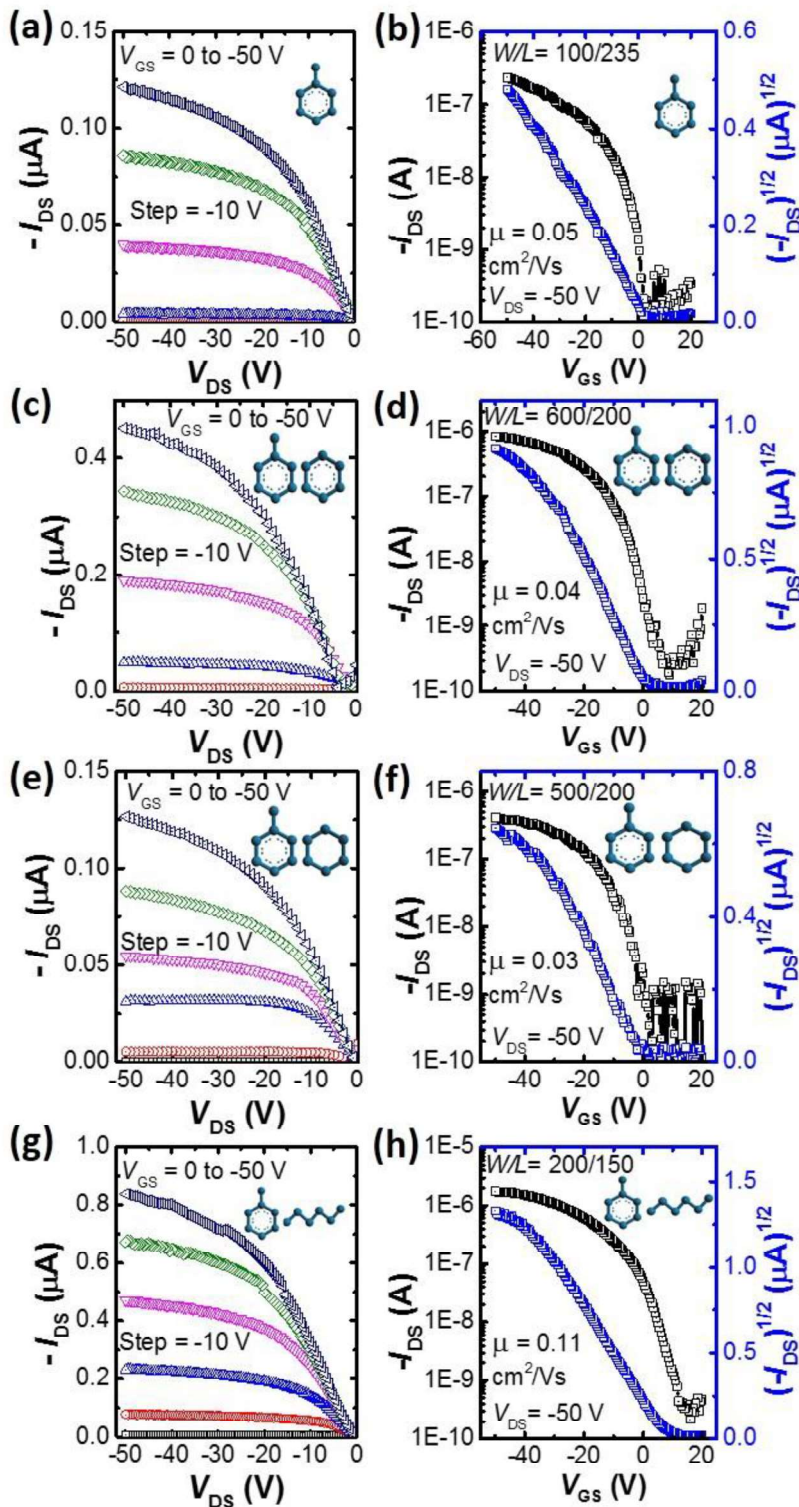 (a)
V_GS = 0 to -50 V
Step = -10 V
0.15
0.10
0.05
0.00
-I_DS (μA)
-50 -40 -30 -20 -10 0
V_DS (V)
(b)
W/L= 100/235
μ = 0.05
cm²/Vs
V_DS= -50 V
1E-6
1E-7
1E-8
1E-9
1E-10
-I_DS (A)
0.6
0.4
0.2
0.0
(-I_DS)^1/2 (μA)^1/2
-60 -40 -20 0 20
V_GS (V)
(c)
V_GS = 0 to -50 V
Step = -10 V
0.4
0.2
0.0
-I_DS (μA)
-50 -40 -30 -20 -10 0
V_DS (V)
(d)
W/L= 600/200
μ = 0.04
cm²/Vs
V_DS= -50 V
1E-6
1E-7
1E-8
1E-9
1E-10
-I_DS (A)
1.0
0.5
0.0
(-I_DS)^1/2 (μA)^1/2
-40 -20 0 20
V_GS (V)
(e)
V_GS = 0 to -50 V
Step = -10 V
0.15
0.10
0.05
0.00
-I_DS (μA)
-50 -40 -30 -20 -10 0
V_DS (V)
(f)
W/L= 500/200
μ = 0.03
cm²/Vs
V_DS= -50 V
1E-6
1E-7
1E-8
1E-9
1E-10
-I_DS (A)
0.8
0.4
0.0
(-I_DS)^1/2 (μA)^1/2
-40 -20 0 20
V_GS (V)
(g)
V_GS = 0 to -50 V
Step = -10 V
1.0
0.8
0.6
0.4
0.2
0.0
-I_DS (μA)
-50 -40 -30 -20 -10 0
V_DS (V)
(h)
W/L= 200/150
μ = 0.11
cm²/Vs
V_DS= -50 V
1E-5
1E-6
1E-7
1E-8
1E-9
1E-10
-I_DS (A)
1.5
1.0
0.5
0.0
(-I_DS)^1/2 (μA)^1/2
-40 -20 0 20
V_GS (V)